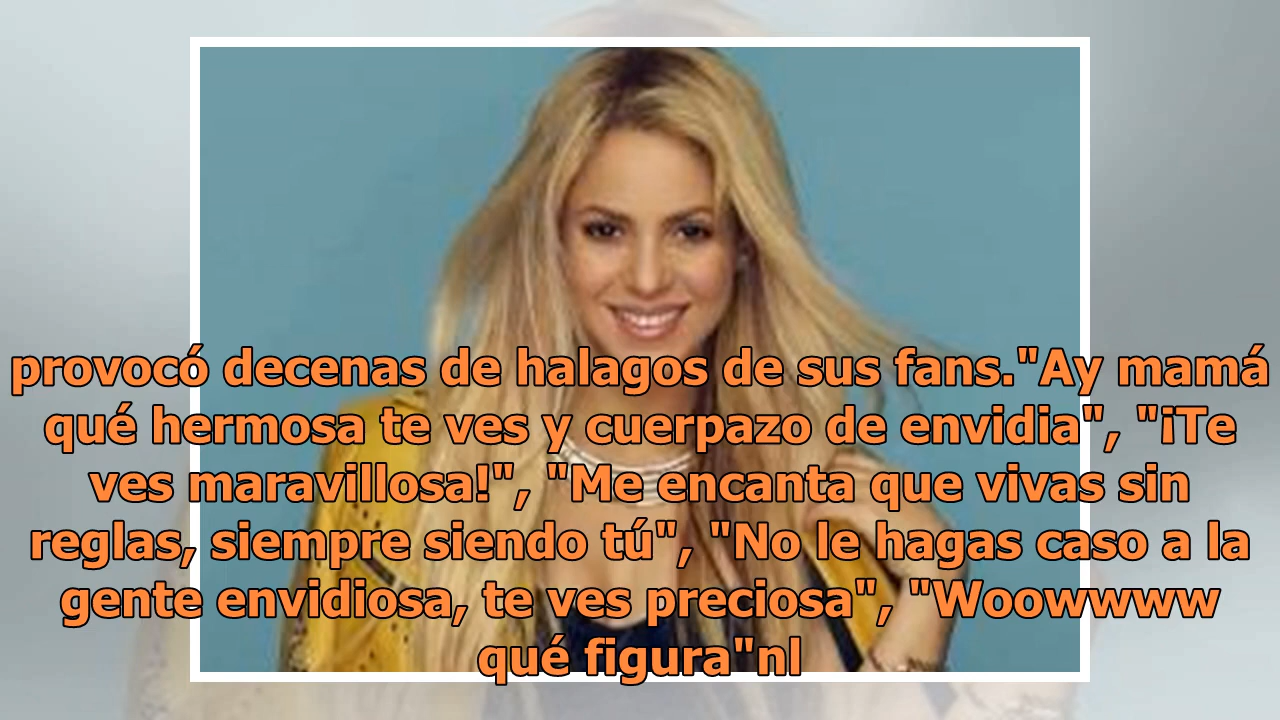 provocó decenas de halagos de sus fans."Ay mamá
qué hermosa te ves y cuerpazo de envidia", "¡Te
ves maravillosa!", "Me encanta que vivas sin
reglas, siempre siendo tú", "No le hagas caso a la
gente envidiosa, te ves preciosa", "Woowwww
qué figura"nl